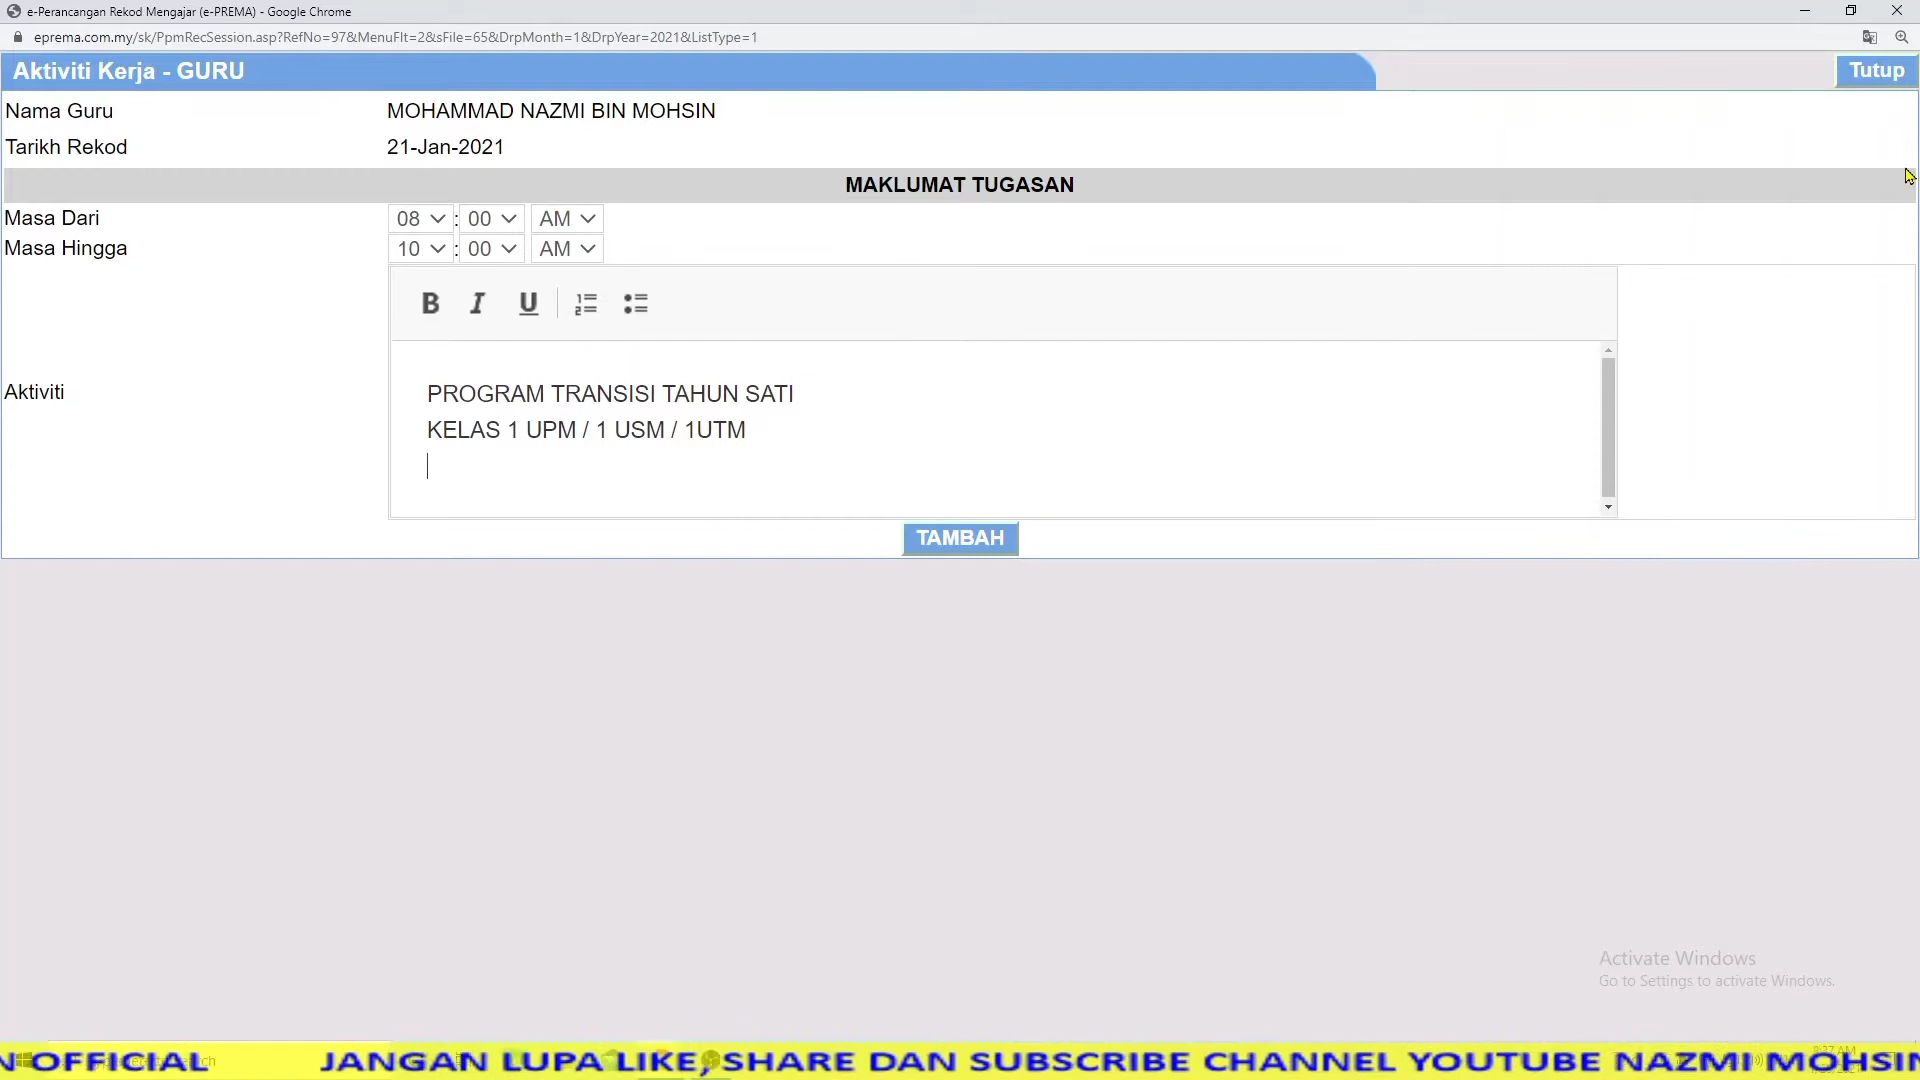 e-Perancangan Rekod Mengajar (e-PREMA) - Google Chrome
eprema.com.my/sk/PpmRecSession.asp?RefNo=97&MenuFlt=2&sFile=65&DrpMonth=1&DrpYear=2021&ListType=1
Aktiviti Kerja - GURU
Tutup
Nama Guru MOHAMMAD NAZMI BIN MOHSIN
Tarikh Rekod 21-Jan-2021
MAKLUMAT TUGASAN
Masa Dari 08 : 00 AM
Masa Hingga 10 : 00 AM
B I U
Aktiviti
PROGRAM TRANSISI TAHUN SATI
KELAS 1 UPM / 1 USM / 1UTM
TAMBAH
Activate Windows
Go to Settings to activate Windows.
N OFFICIAL JANGAN LUPA LIKE, SHARE DAN SUBSCRIBE CHANNEL YOUTUBE NAZMI MOHSIN